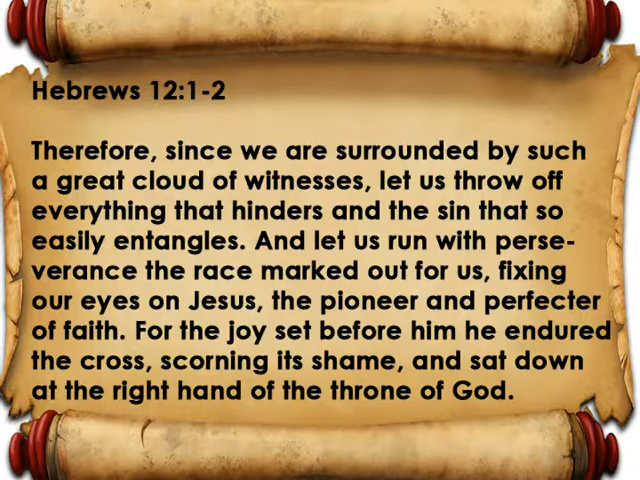 Hebrews 12:1-2
Therefore, since we are surrounded by such
a great cloud of witnesses, let us throw off
everything that hinders and the sin that so
easily entangles. And let us run with perse-
verance the race marked out for us, fixing
our eyes on Jesus, the pioneer and perfecter
of faith. For the joy set before him he endured
the cross, scorning its shame, and sat down
at the right hand of the throne of God.